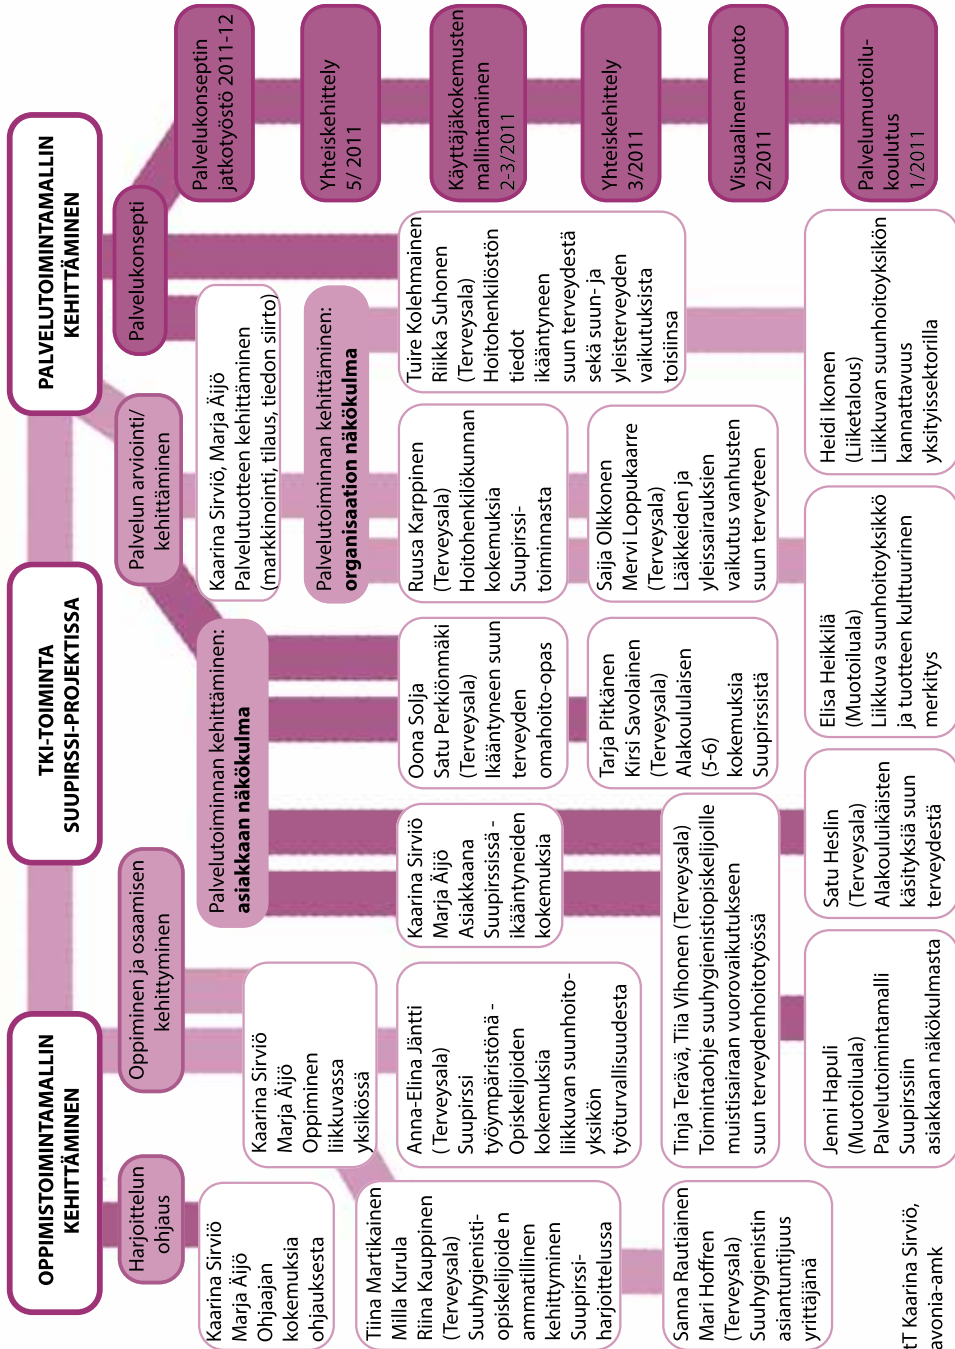 OPPIMISTOIMINTAMALLIN
KEHITTÄMINEN
TKI-TOIMINTA
SUUPIRSSI-PROJEKTISSA
PALVELUTOIMINTAMALLIN
KEHITTÄMINEN
Harjoittelun
ohjaus
Oppiminen ja osaamisen
kehittyminen
Palvelun arviointi/
kehittäminen
Palvelukonsepti
Kaarina Sirviö
Marja Äijö
Ohjaajan
kokemuksia
ohjauksesta
Kaarina Sirviö
Marja Äijö
Oppiminen
liikkuvassa
yksikössä
Palvelutoiminnan kehittäminen:
asiakkaan näkökulma
Kaarina Sirviö, Marja Äijö
Palvelutuotteen kehittäminen
(markkinointi, tilaus, tiedon siirto)
Palvelutoiminnan kehittäminen:
organisaation näkökulma
Palvelukonseptin
jatkotyöstö 2011-12
Yhteiskehittely
5/ 2011
Käyttäjäkokemusten
mallintaminen
2-3/2011
Yhteiskehittely
3/2011
Visuaalinen muoto
2/2011
Palvelumuotoilu-
koulutus
1/2011
Tiina Martikainen
Milla Kurula
Riina Kauppinen
(Terveysala)
Suuhygienisti-
opiskelijoide n
ammatillinen
kehittyminen
Suupirssi-
harjoittelussa
Anna-Elina Jäntti
(Terveysala)
Suupirssi
työympäristönä -
Opiskelijoiden
kokemuksia
liikkuvan suunhoito-
yksikön
työturvallisuudesta
Kaarina Sirviö
Marja Äijö
Asiakkaana
Suupirssissä -
ikääntyneiden
kokemuksia
Oona Solja
Satu Perkiönmäki
(Terveysala)
Ikääntyneen suun
terveyden
omahoito-opas
Ruusa Karppinen
(Terveysala)
Hoitohenkilökunnan
kokemuksia
Suupirssi-
toiminnasta
Tuire Kolehmainen
Riikka Suhonen
(Terveysala)
Hoitohenkilöstön
tiedot
ikääntyneen
suun terveydestä
sekä suun- ja
yleisterveyden
vaikutuksista
toisiinsa
Sanna Rautiainen
Mari Hoffren
(Terveysala)
Suuhygienistin
asiantuntijuus
yrittäjänä
Tinja Terävä, Tiia Vihonen (Terveysala)
Toimintaohje suuhygienistiopiskelijoille
muistisairaan vuorovaikutukseen
suun terveydenhoitotyössä
Tarja Pitkänen
Kirsi Savolainen
(Terveysala)
Alakoululaisen
(5-6)
kokemuksia
Suupirssistä
Saija Olkkonen
Mervi Loppukaarre
(Terveysala)
Lääkkeiden ja
yleissairauksien
vaikutus vanhusten
suun terveyteen
Jenni Hapuli
(Muotoiluala)
Palvelutoimintamalli
Suupirssiin
asiakkaan näkökulmasta
Satu Heslin
(Terveysala)
Alakouluikäisten
käsityksiä suun
terveydestä
Elisa Heikkilä
(Muotoiluala)
Liikkuva suunhoitoyksikkö
ja tuotteen kulttuurinen
merkitys
Heidi Ikonen
(Liiketalous)
Liikkuvan suunhoitoyksikön
kannattavuus
yksityissektorilla
tT Kaarina Sirviö,
avonia-amk